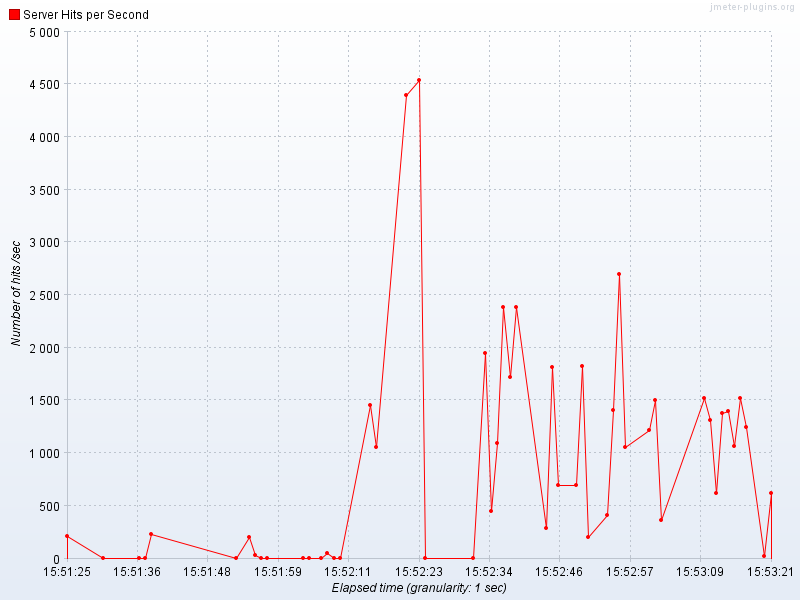 jmeter-plugins.org
Server Hits per Second
5 000
4 500
4 000
3 500
3 000
2 500
2 000
1 500
1 000
500
0
Number of hits /sec
15:51:25 15:51:36 15:51:48 15:51:59 15:52:11 15:52:23 15:52:34 15:52:46 15:52:57 15:53:09 15:53:21
Elapsed time (granularity: 1 sec)